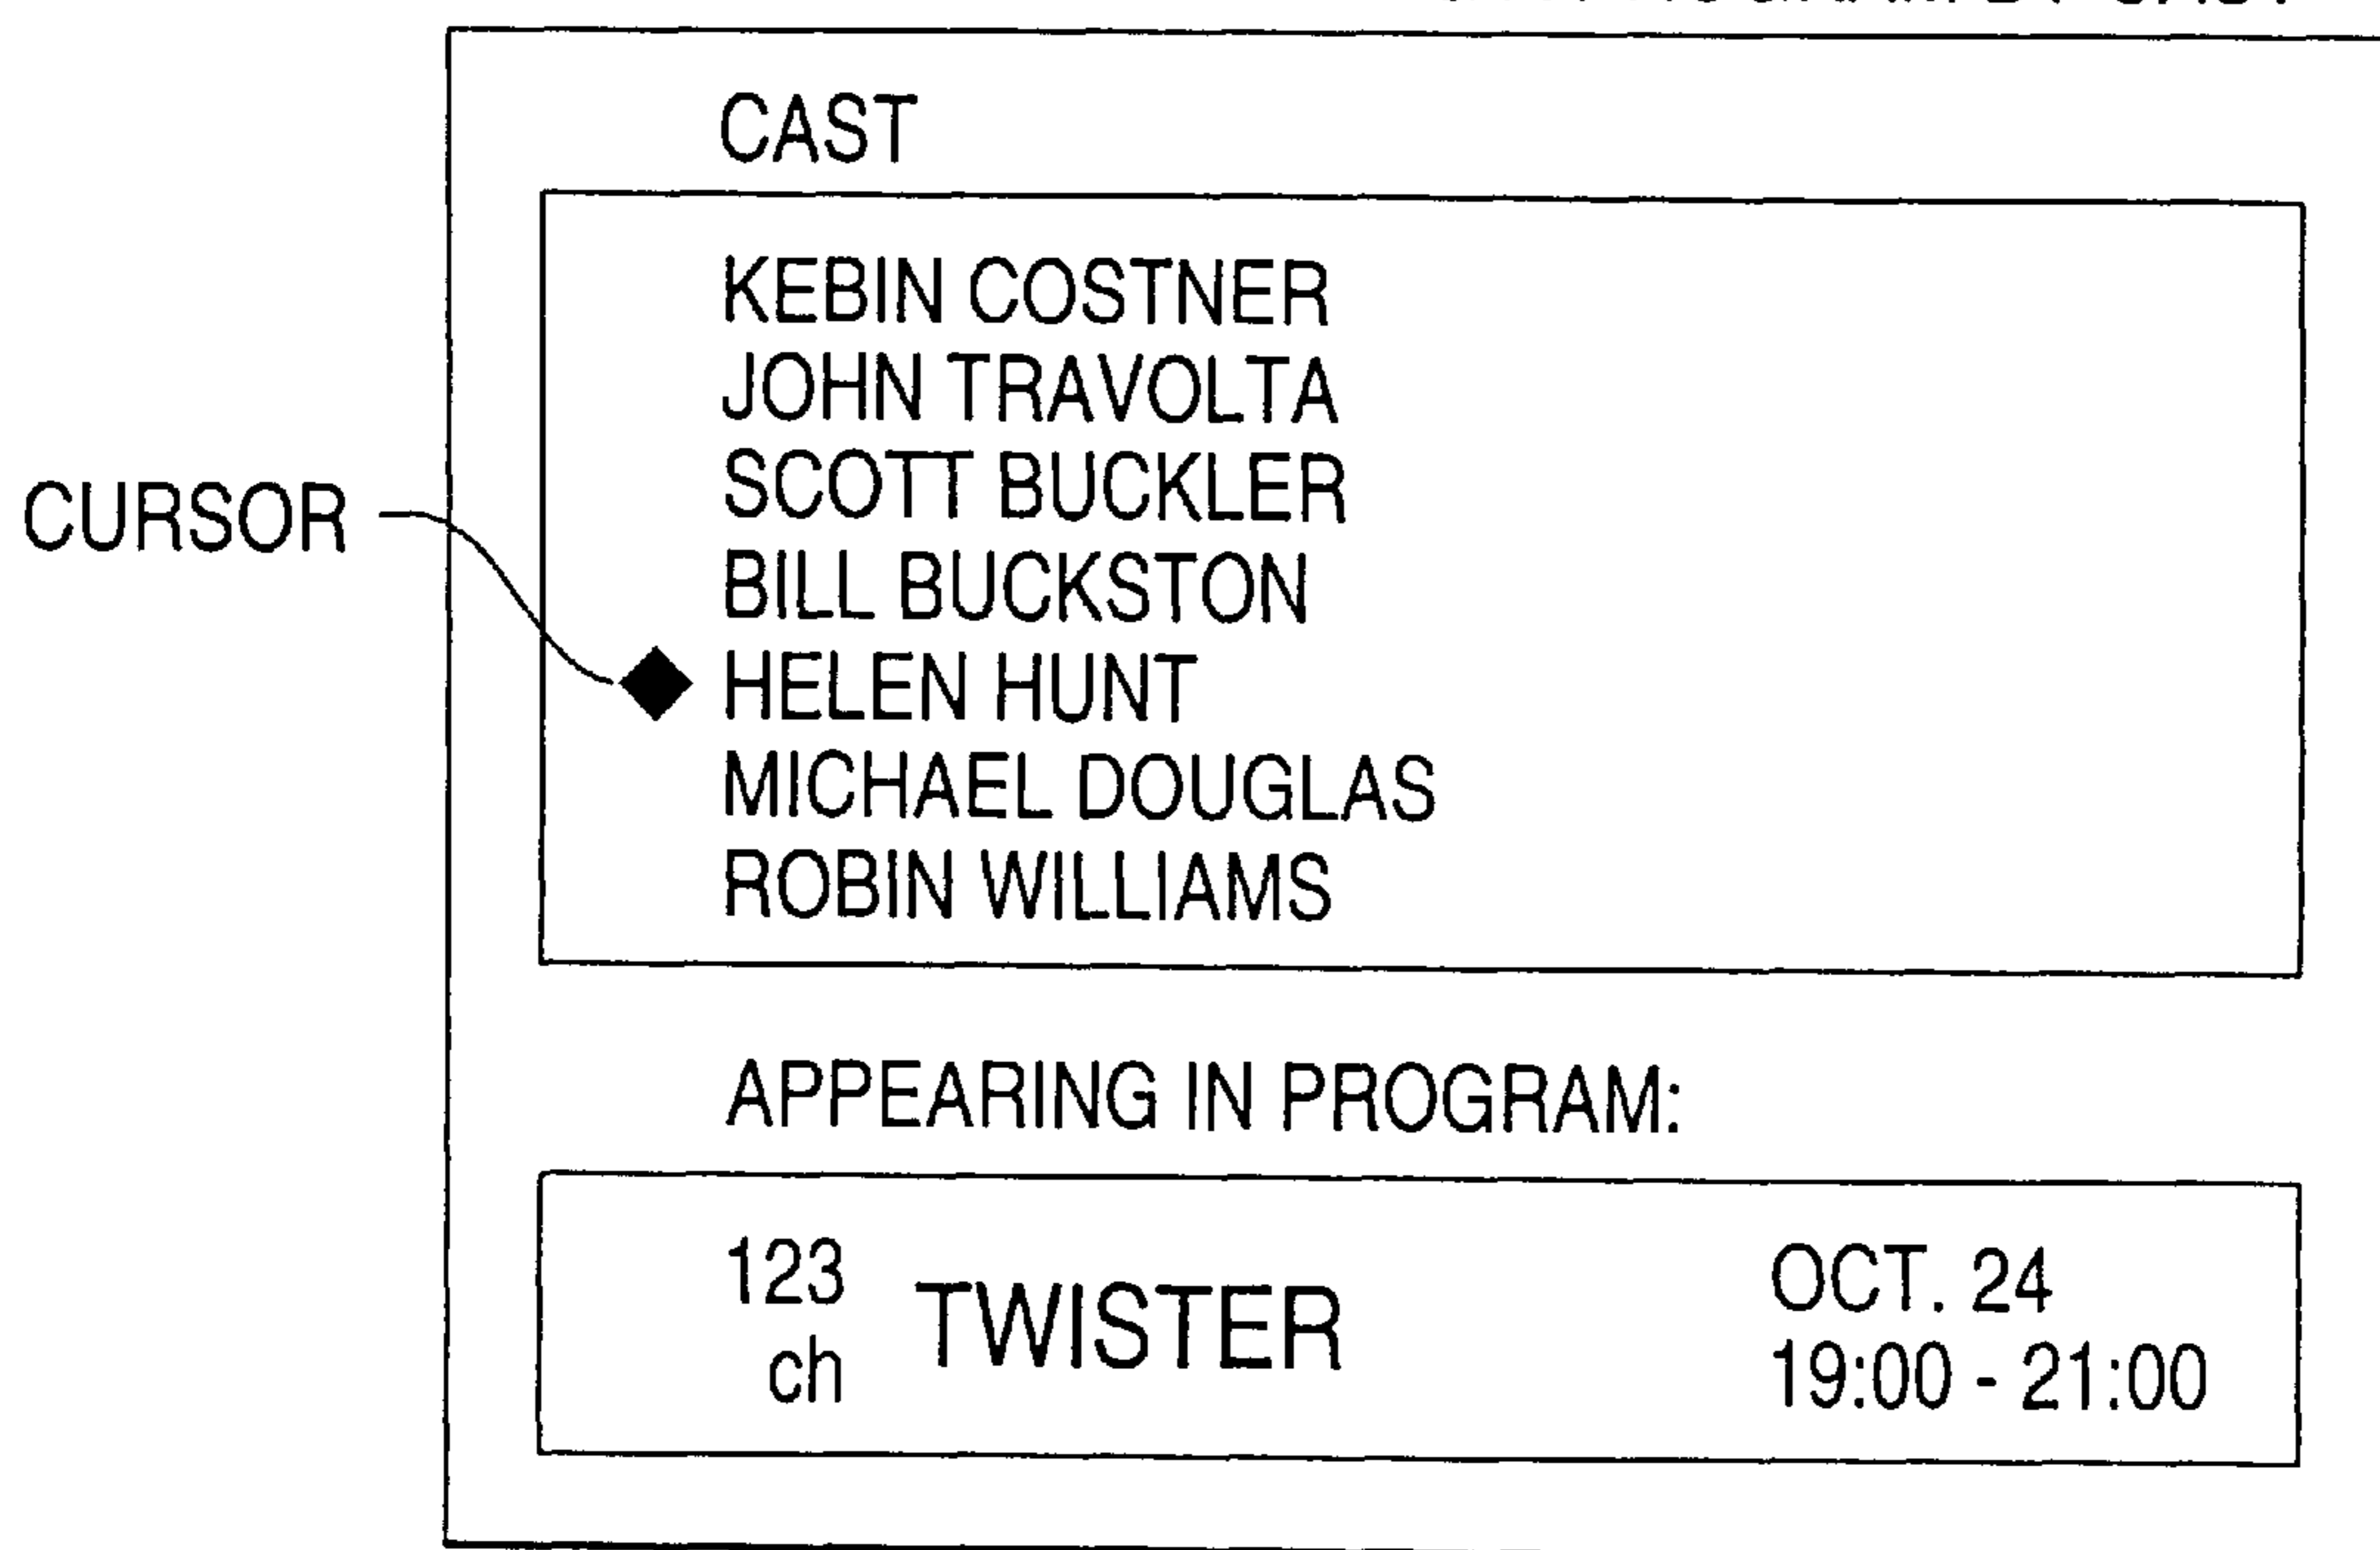 CAST
KEBIN COSTNER
JOHN TRAVOLTA
SCOTT BUCKLER
CURSOR
BILL BUCKSTON
HELEN HUNT
MICHAEL DOUGLAS
ROBIN WILLIAMS
APPEARING IN PROGRAM:
123
ch
TWISTER
OCT. 24
19:00 - 21:00